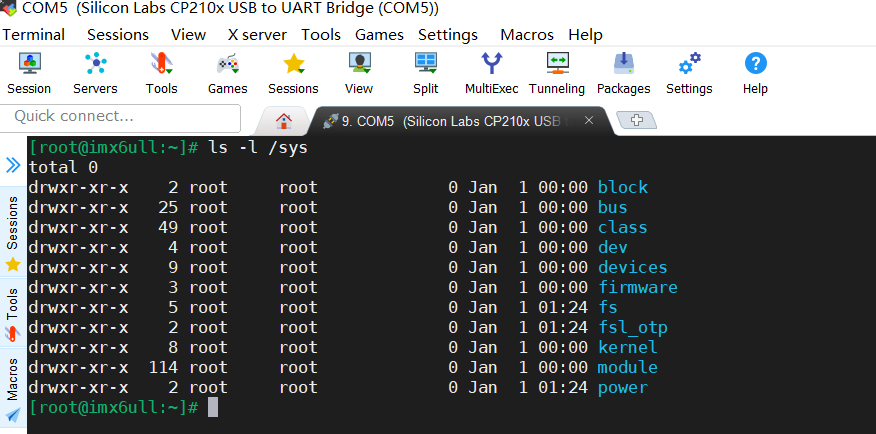 COM5 (Silicon Labs CP210x USB to UART Bridge (COM5))
Terminal Sessions View X server Tools Games Settings Macros Help
Session Servers Tools Games Sessions View Split MultiExec Tunneling Packages Settings Help
Quick connect...
9. COM5 (Silicon Labs CP210x USB
[root@imx6ull:~]# ls -l /sys
total 0
drwxr-xr-x 2 root root 0 Jan 1 00:00 block
drwxr-xr-x 25 root root 0 Jan 1 00:00 bus
drwxr-xr-x 49 root root 0 Jan 1 00:00 class
drwxr-xr-x 4 root root 0 Jan 1 00:00 dev
drwxr-xr-x 9 root root 0 Jan 1 00:00 devices
drwxr-xr-x 3 root root 0 Jan 1 00:00 firmware
drwxr-xr-x 5 root root 0 Jan 1 01:24 fs
drwxr-xr-x 2 root root 0 Jan 1 01:24 fsl_otp
drwxr-xr-x 8 root root 0 Jan 1 00:00 kernel
drwxr-xr-x 114 root root 0 Jan 1 00:00 module
drwxr-xr-x 2 root root 0 Jan 1 01:24 power
[root@imx6ull:~]#
Sessions
Tools
Macros